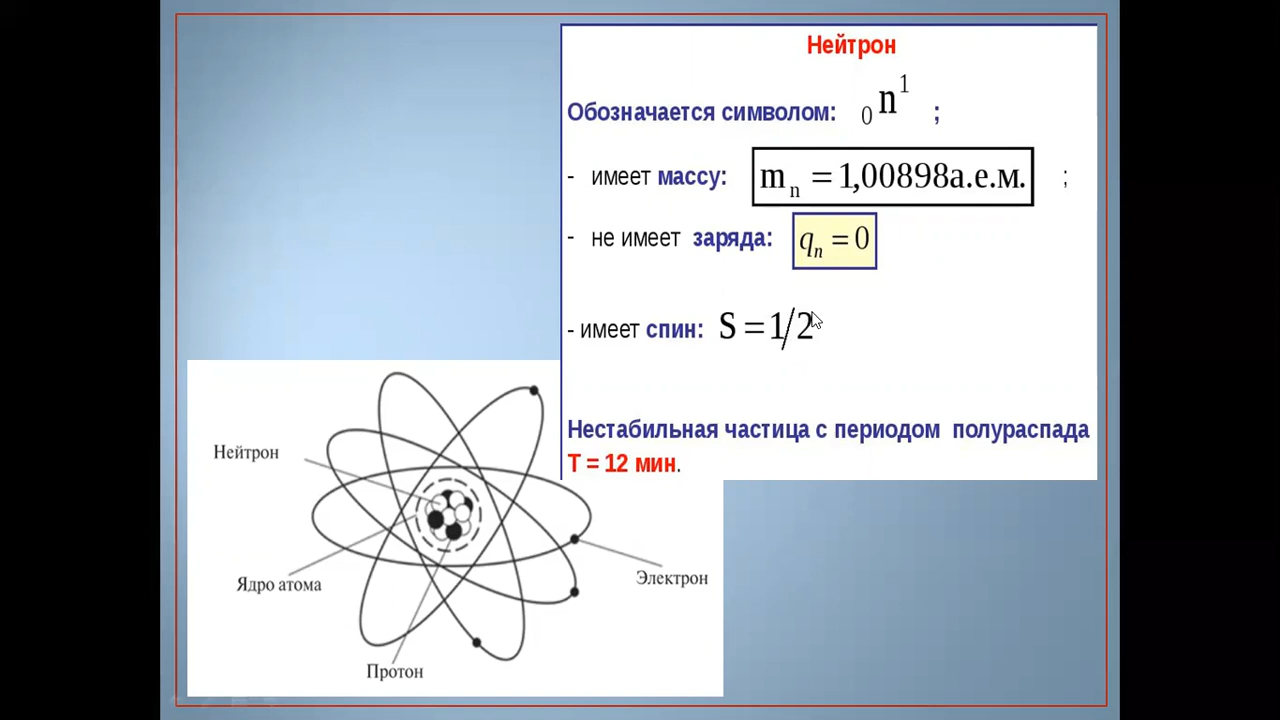 Нейтрон
Обозначается символом: ₀n¹ ;
- имеет массу: mₙ = 1,00898а.е.м. ;
- не имеет заряда: qₙ = 0
- имеет спин: S = 1/2
Нестабильная частица с периодом полураспада
T = 12 мин.
Нейтрон
Ядро атома
Электрон
Протон